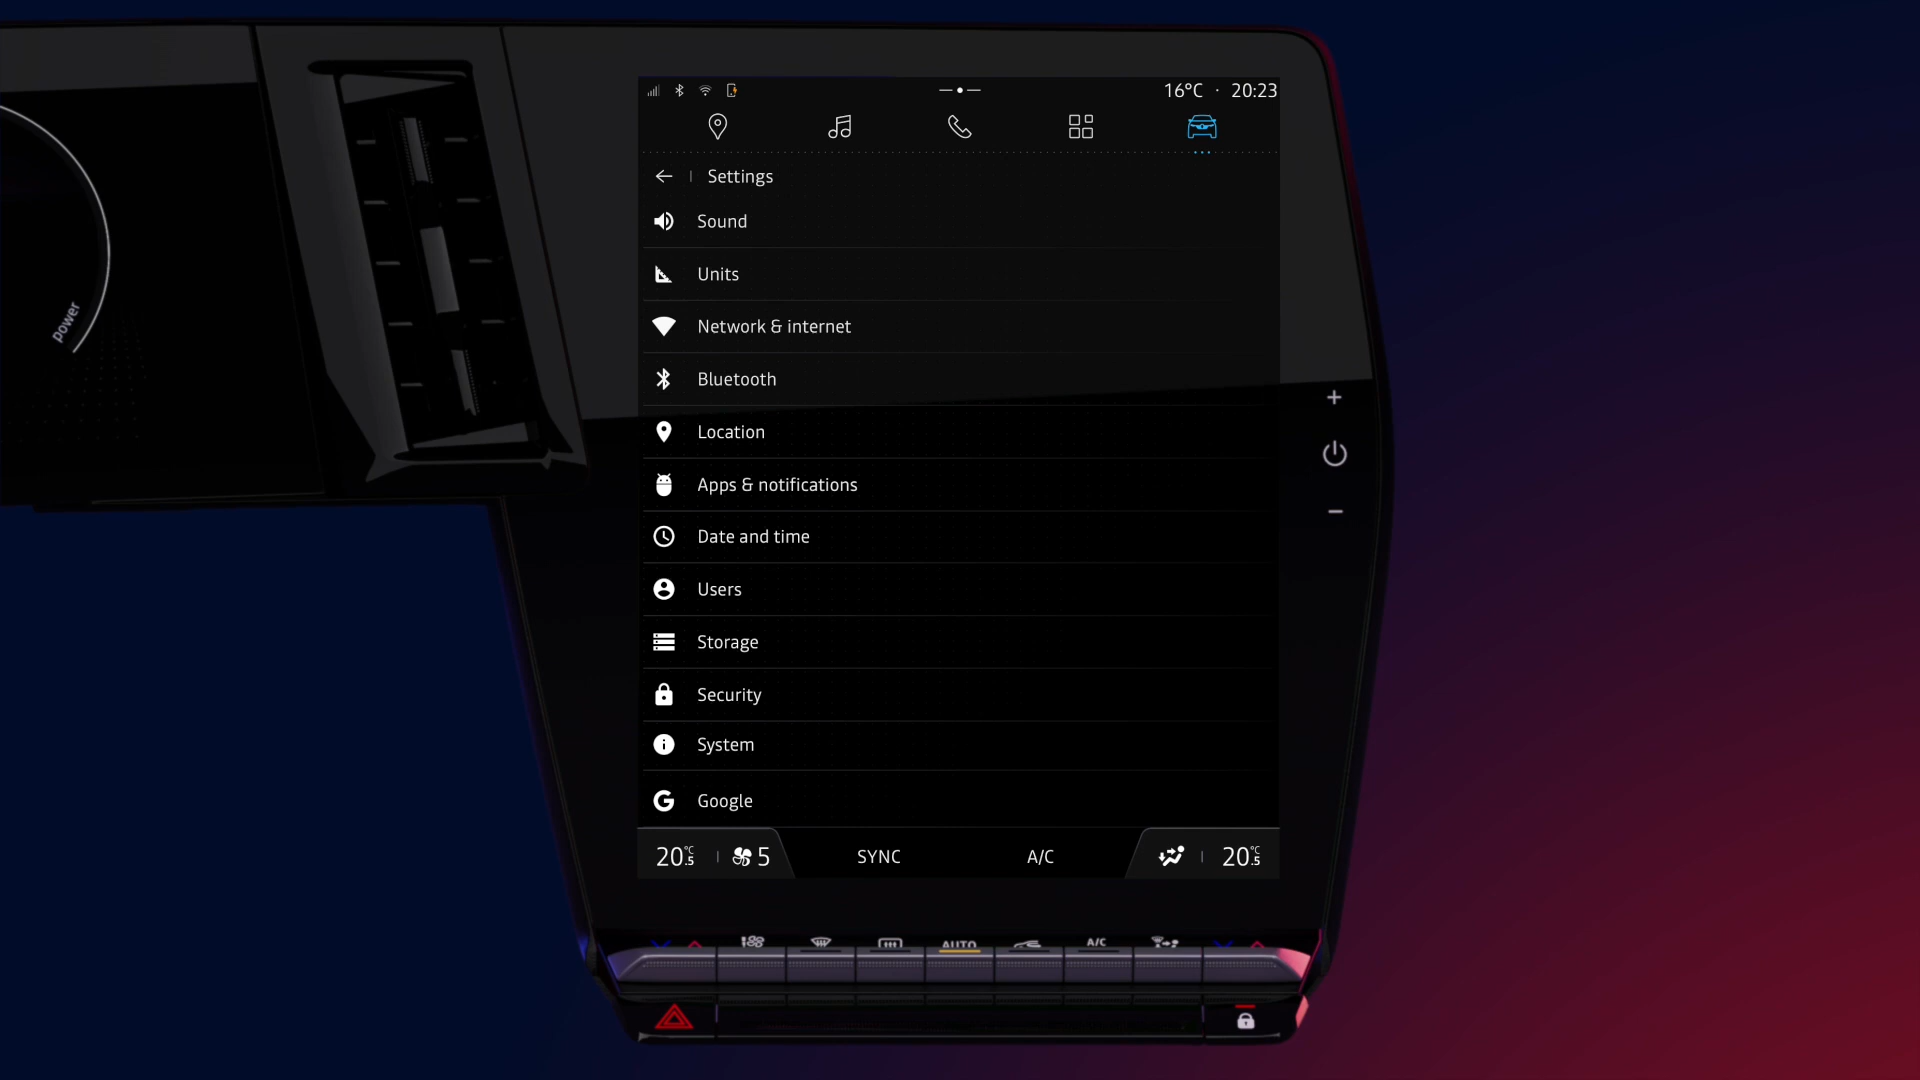 16°C · 20:23
Settings
Sound
Units
Network & internet
Bluetooth
Location
Apps & notifications
Date and time
Users
Storage
Security
System
Google
20.5°C 5 SYNC A/C 20.5°C
power
AUTO A/C